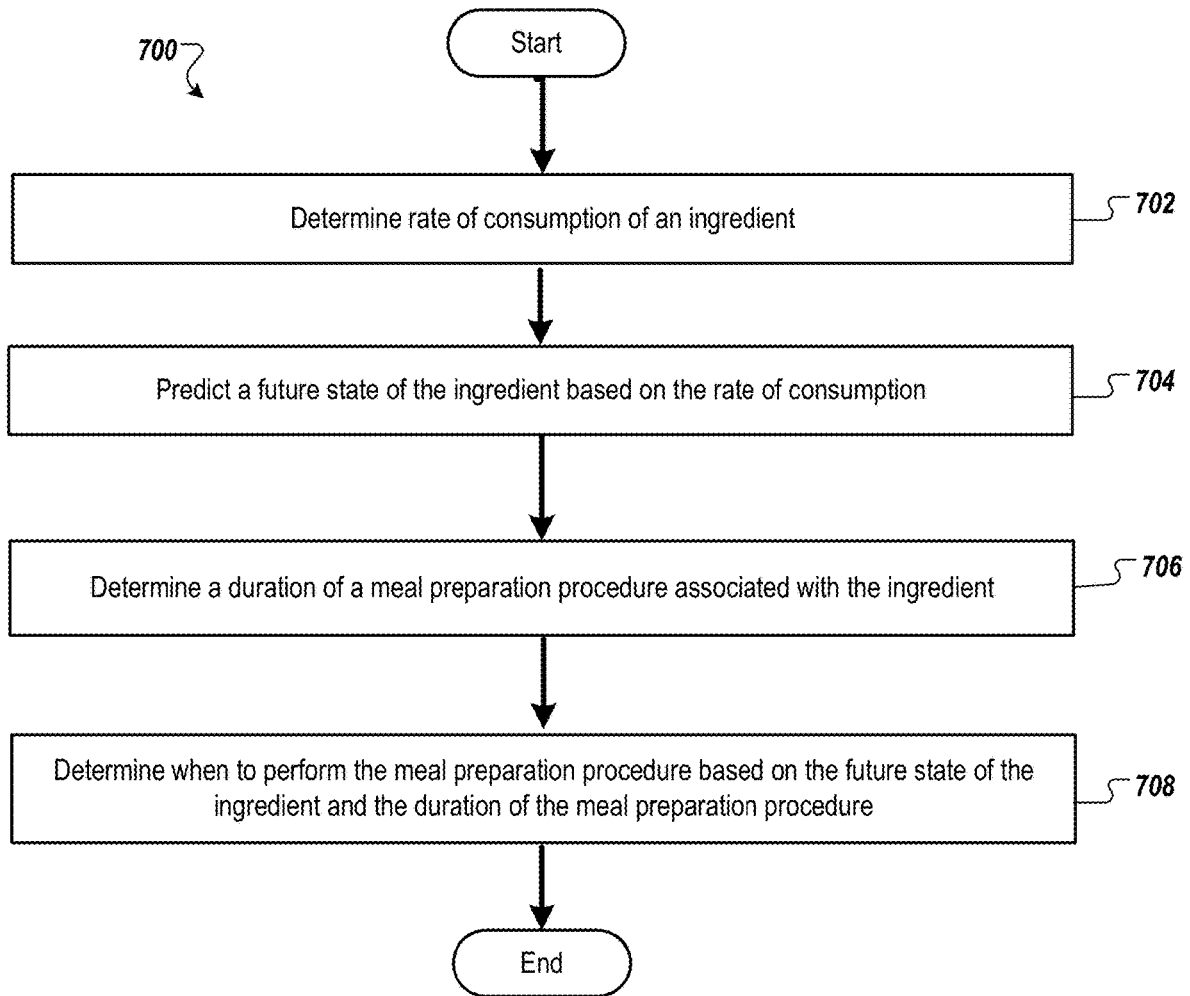 700
Start
Determine rate of consumption of an ingredient
702
Predict a future state of the ingredient based on the rate of consumption
704
Determine a duration of a meal preparation procedure associated with the ingredient
706
Determine when to perform the meal preparation procedure based on the future state of the
ingredient and the duration of the meal preparation procedure
708
End